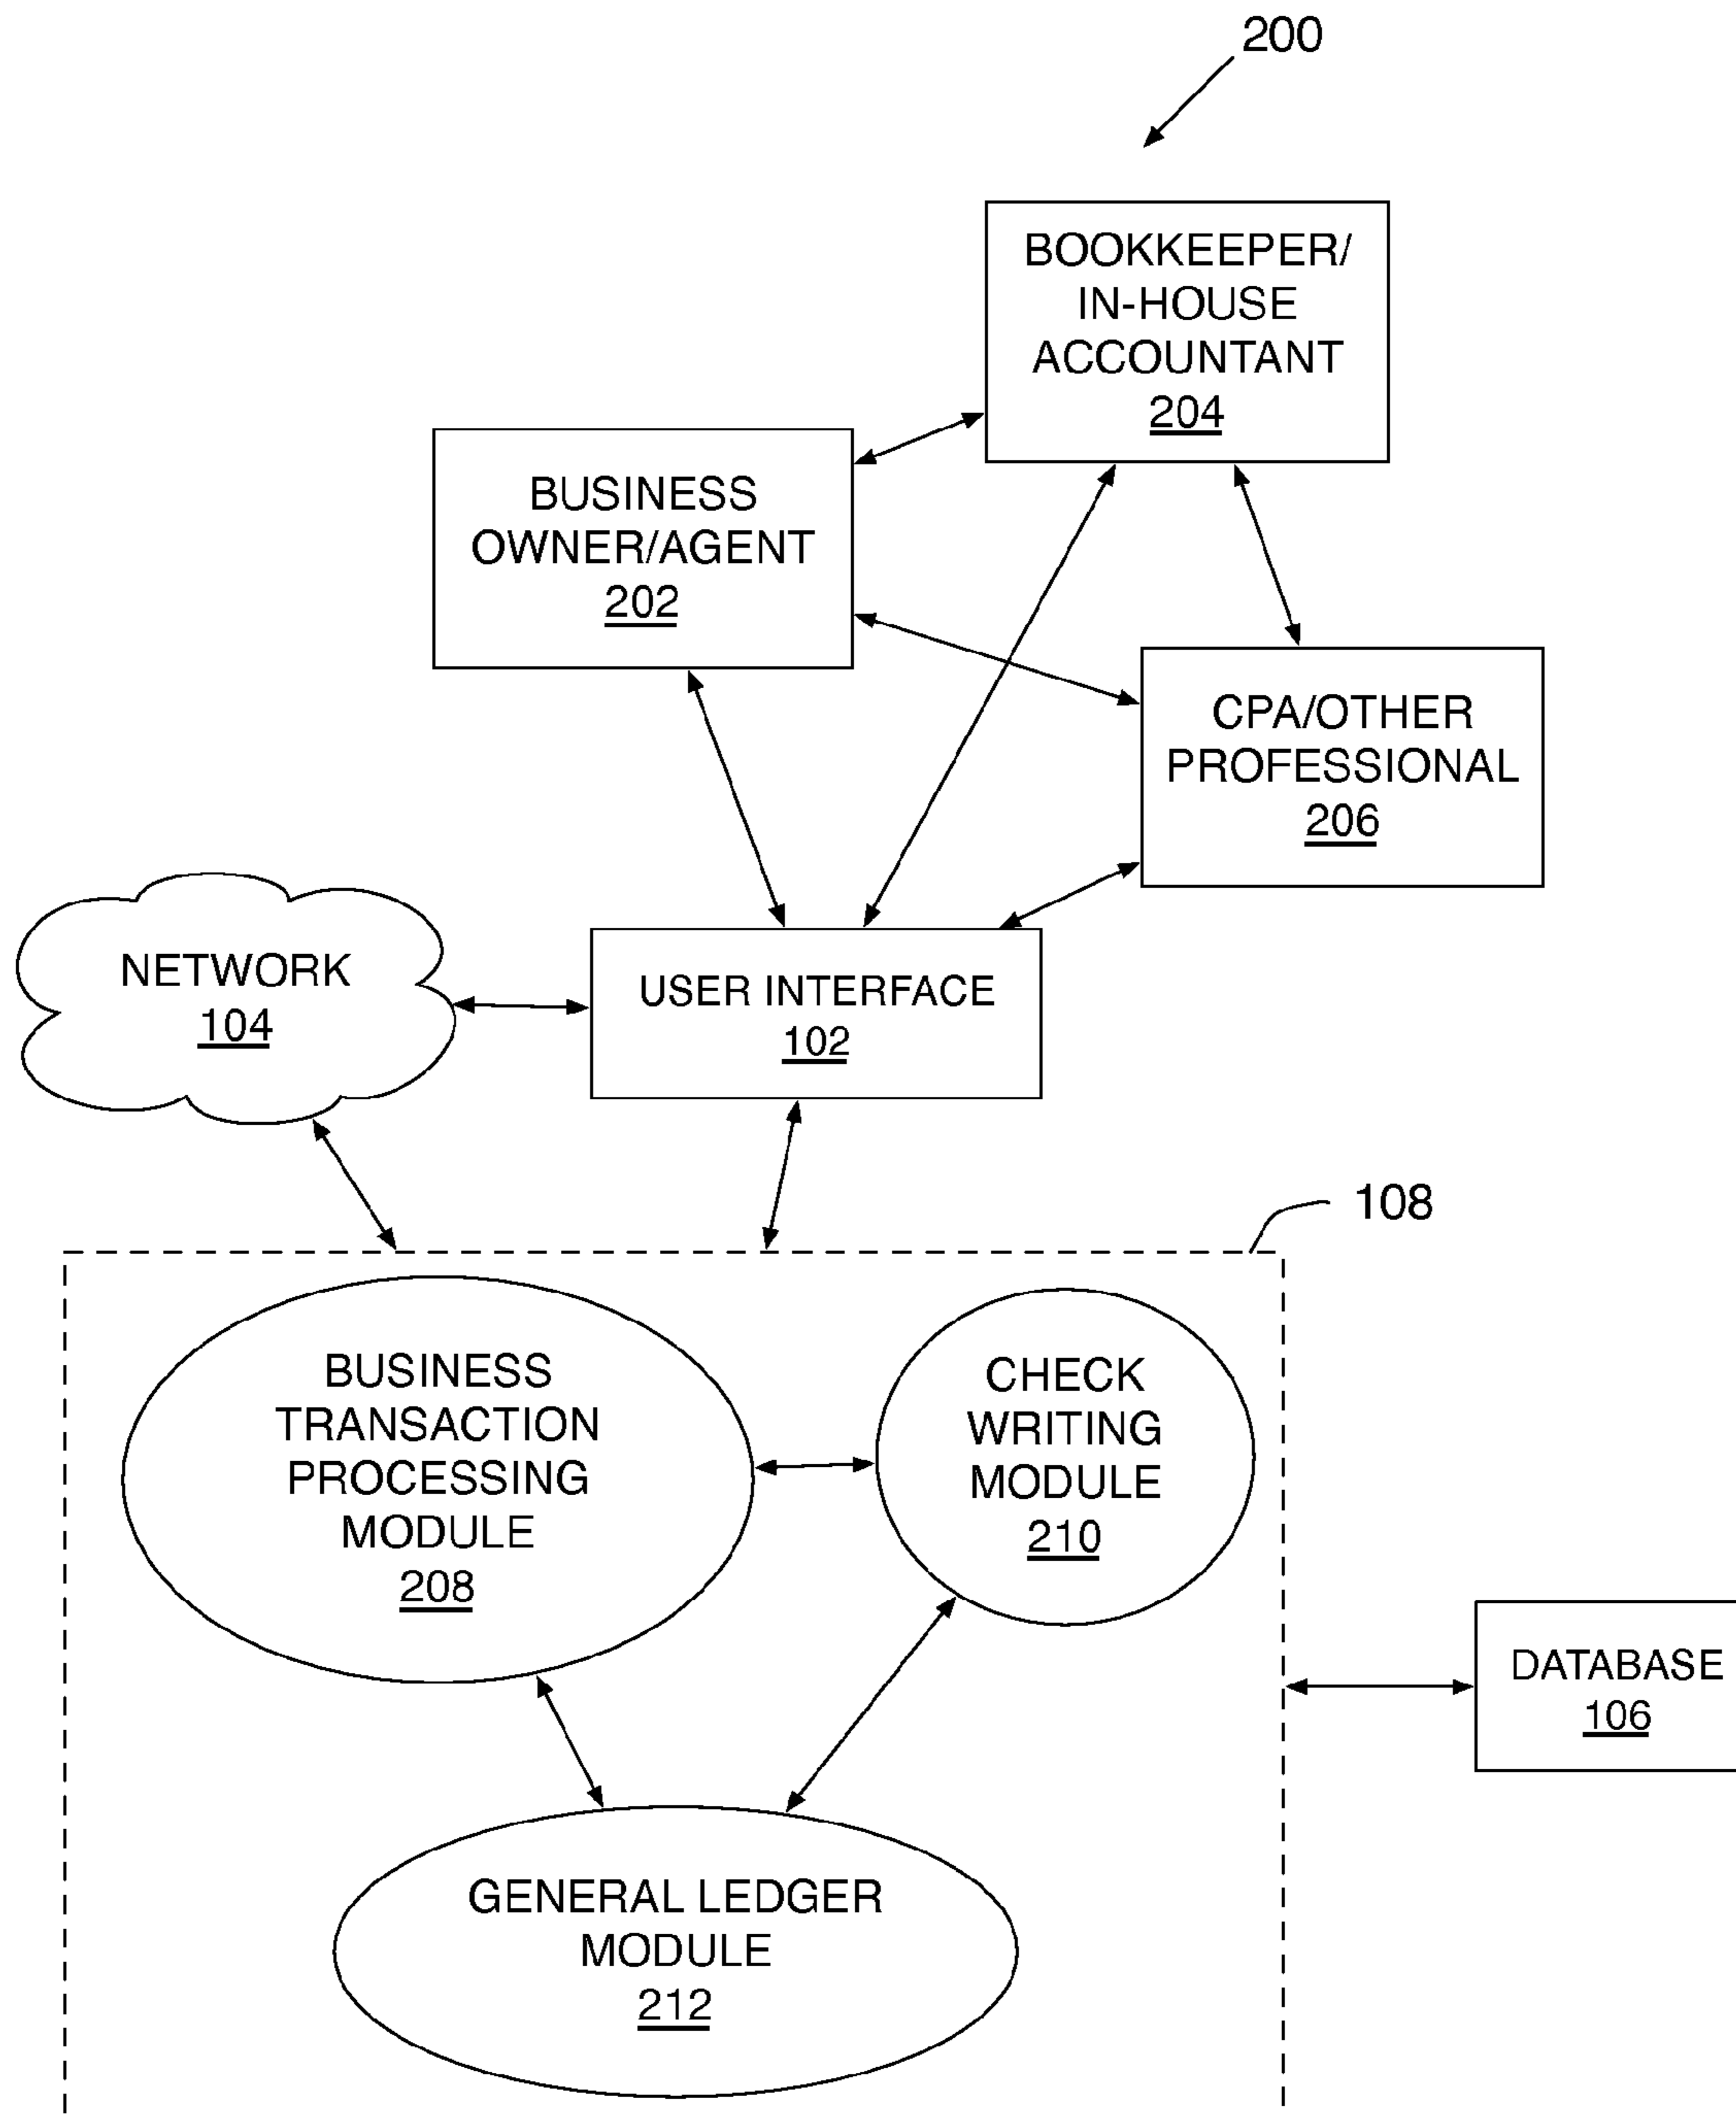 200
BOOKKEEPER/
IN-HOUSE
ACCOUNTANT
204
BUSINESS
OWNER/AGENT
202
CPA/OTHER
PROFESSIONAL
206
NETWORK
104
USER INTERFACE
102
108
BUSINESS
TRANSACTION
PROCESSING
MODULE
208
CHECK
WRITING
MODULE
210
DATABASE
106
GENERAL LEDGER
MODULE
212